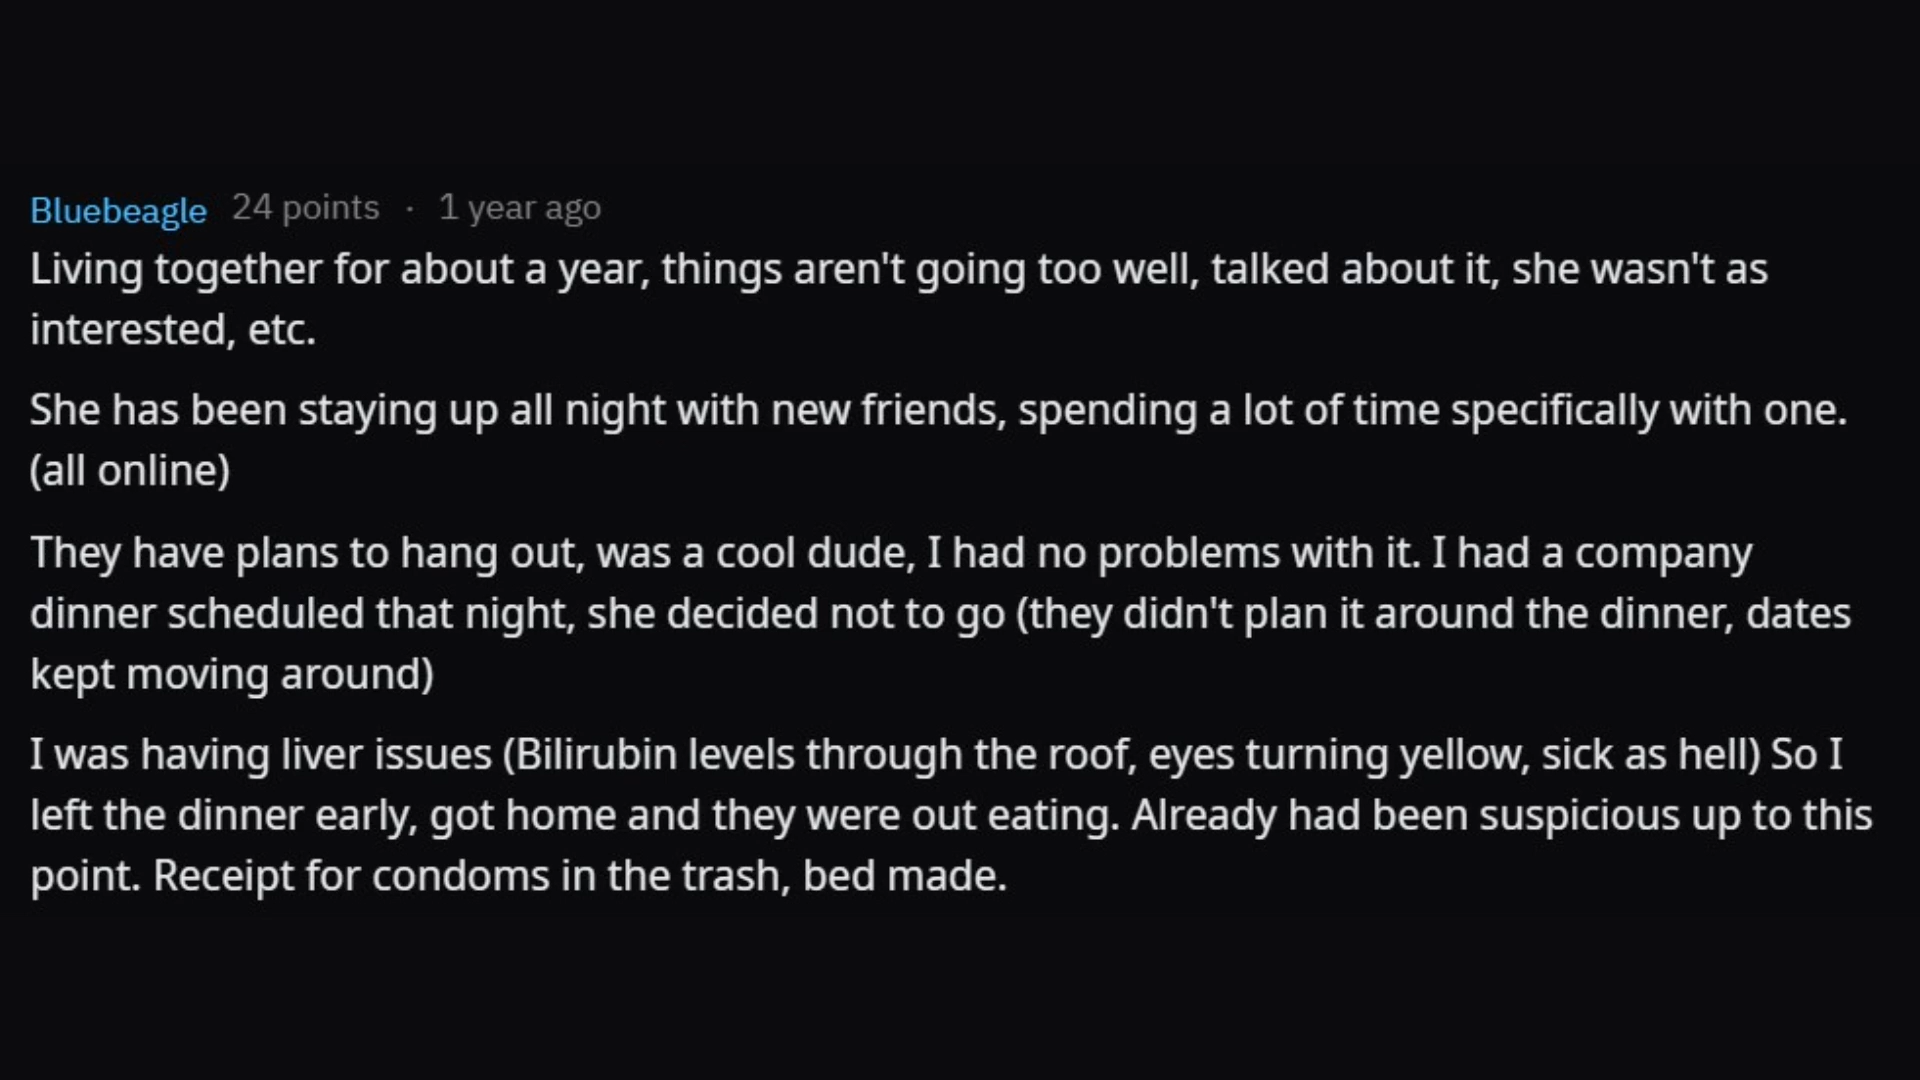 Bluebeagle 24 points · 1 year ago
Living together for about a year, things aren't going too well, talked about it, she wasn't as
interested, etc.
She has been staying up all night with new friends, spending a lot of time specifically with one.
(all online)
They have plans to hang out, was a cool dude, I had no problems with it. I had a company
dinner scheduled that night, she decided not to go (they didn't plan it around the dinner, dates
kept moving around)
I was having liver issues (Bilirubin levels through the roof, eyes turning yellow, sick as hell) So I
left the dinner early, got home and they were out eating. Already had been suspicious up to this
point. Receipt for condoms in the trash, bed made.